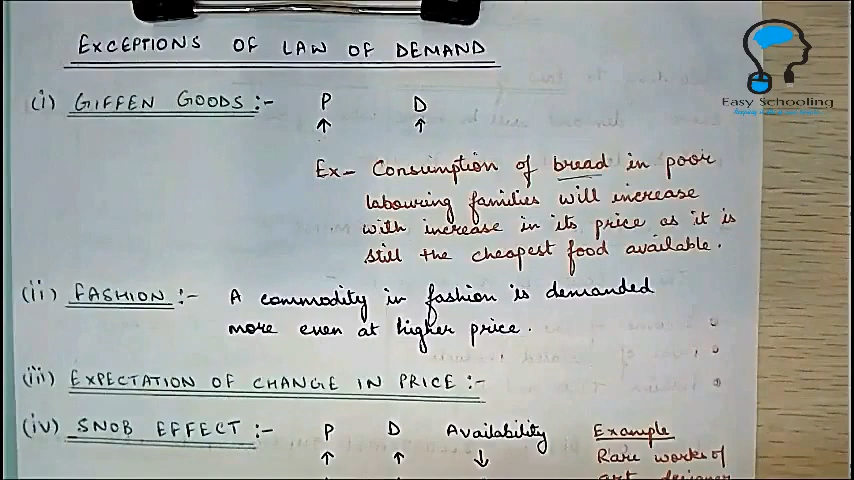 EXCEPTIONS OF LAW OF DEMAND
Easy Schooling
(i) GIFFEN GOODS :- P D
↑ ↑
Ex- Consumption of bread in poor
labouring families will increase
with increase in its price as it is
still the cheapest food available.
(ii) FASHION :- A commodity in fashion is demanded
more even at higher price.
(iii) EXPECTATION OF CHANGE IN PRICE :-
(iv) SNOB EFFECT :- P D Availability Example
↑ ↑ ↓ Rare works of
art designer